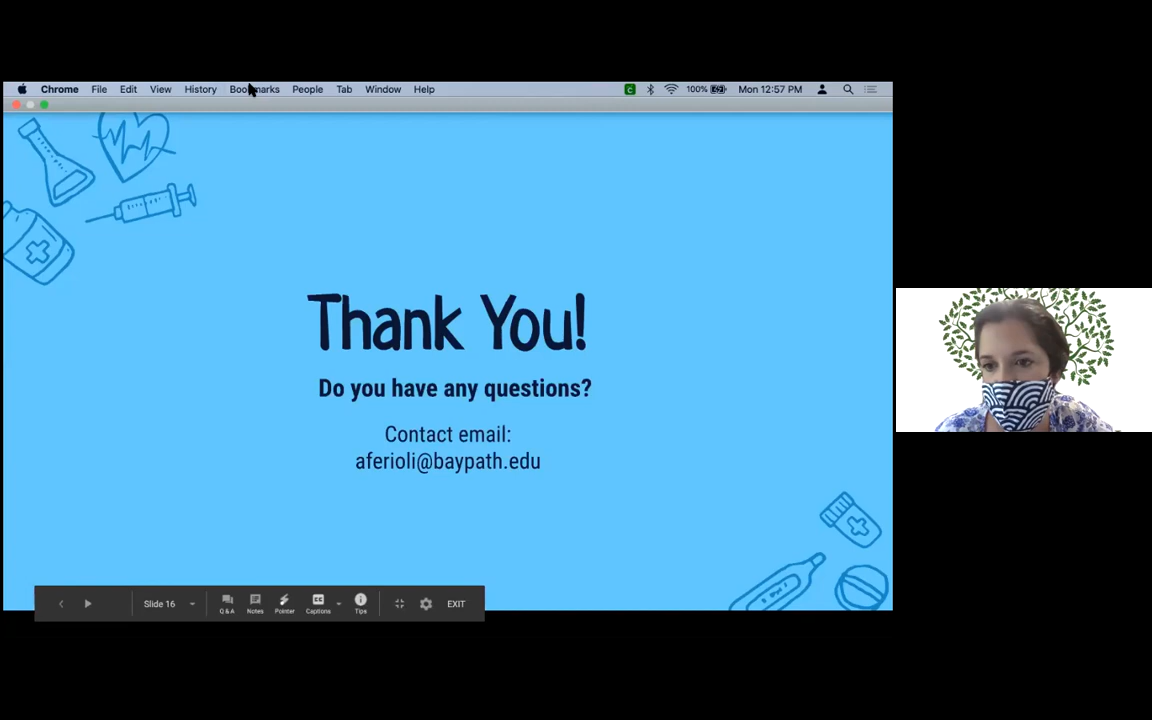 Chrome File Edit View History Bookmarks People Tab Window Help 100% Mon 12:57 PM
Thank You!
Do you have any questions?
Contact email:
aferioli@baypath.edu
Slide 16 Q & A Notes Pointer Captions Tips EXIT